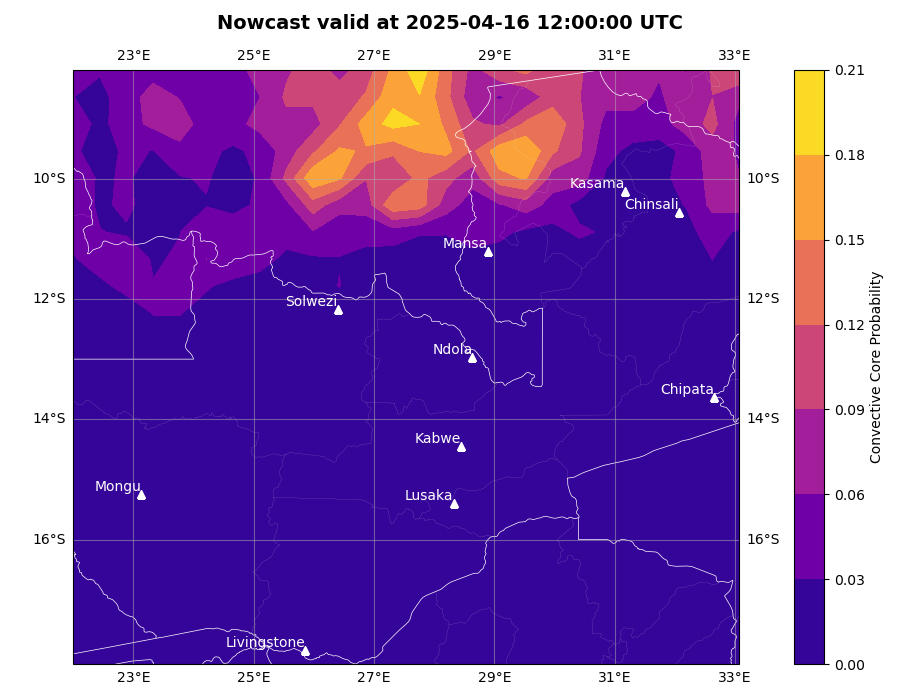 Nowcast valid at 2025-04-16 12:00:00 UTC
23°E 25°E 27°E 29°E 31°E 33°E
0.21
0.18
10°S Kasama 10°S
Chinsali
0.15
Mansa
12°S Solwezi 12°S
0.12
Ndola
Chipata
0.09
14°S 14°S
Kabwe
Convective Core Probability
0.06
Mongu
Lusaka
16°S 16°S
0.03
Livingstone
0.00
23°E 25°E 27°E 29°E 31°E 33°E